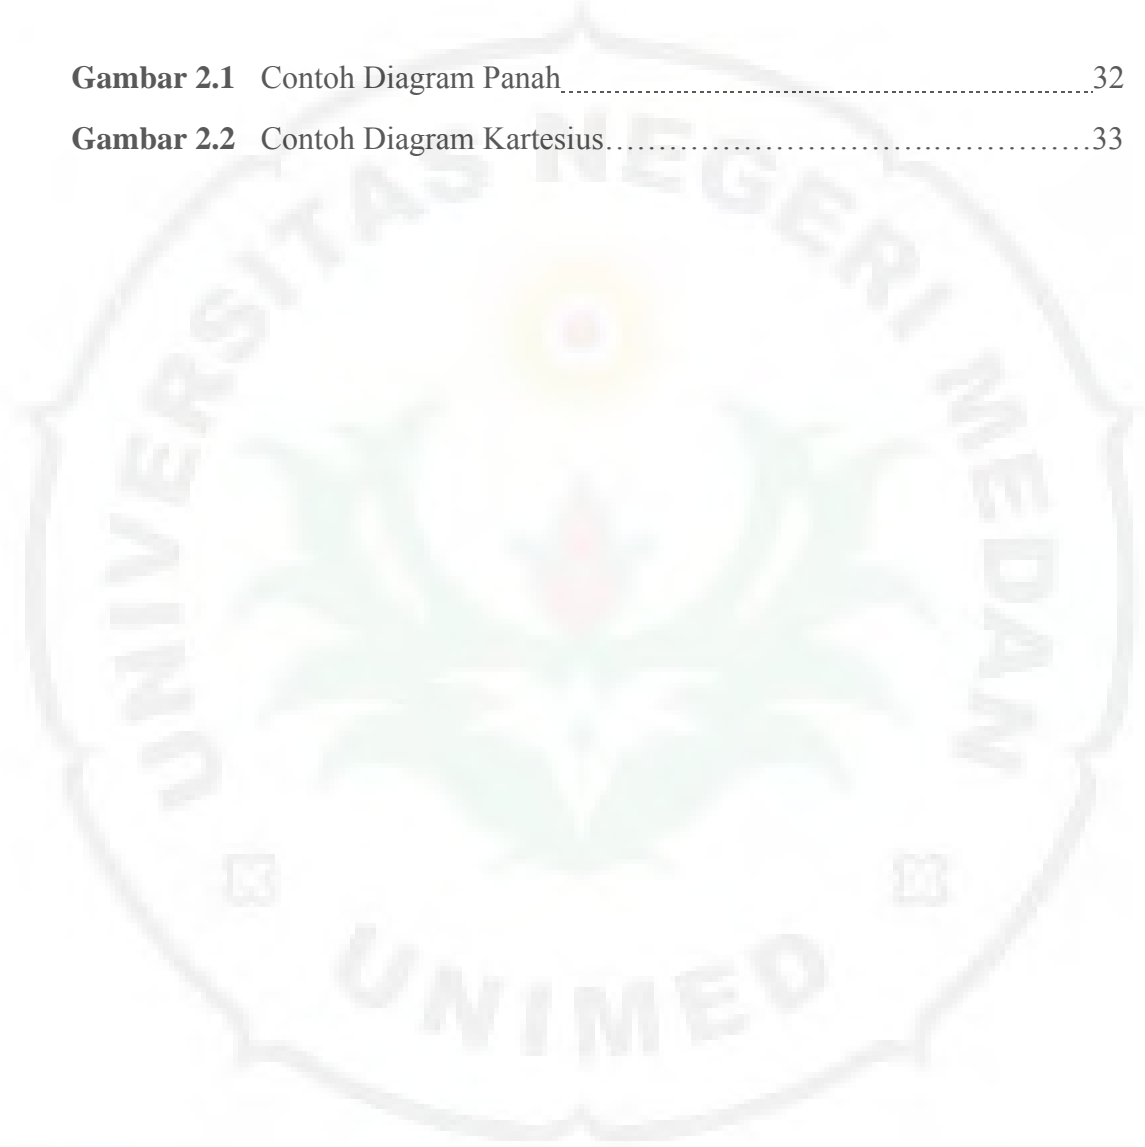 Gambar 2.1 Contoh Diagram Panah........................................................................32
Gambar 2.2 Contoh Diagram Kartesius…………………………..……………33
UNIVERSITAS NEGERI MEDAN
UNIMED